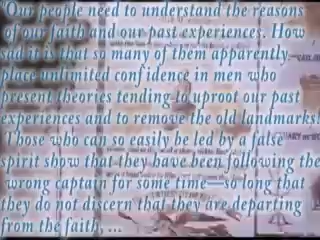 'Our people need to understand the reasons
of our faith and our past experiences. How
sad it is that so many of them apparently
place unlimited confidence in men who
present theories tending to uproot our past
experiences and to remove the old landmarks!
Those who can so easily be led by a false
spirit show that they have been following the
wrong captain for some time—so long that
they do not discern that they are departing
from the faith, ...